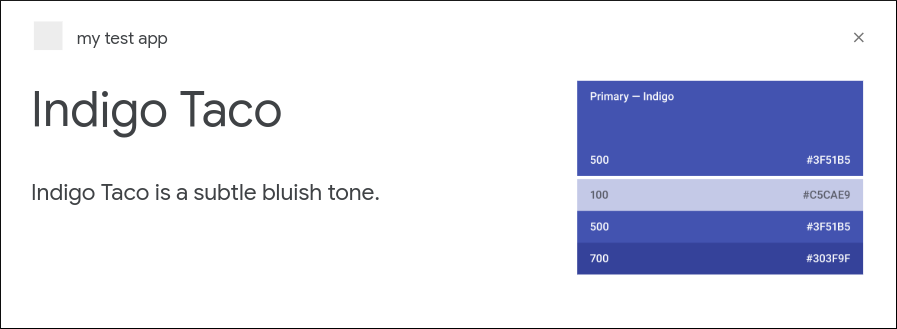 my test app
Indigo Taco
Indigo Taco is a subtle bluish tone.
Primary — Indigo
500 #3F51B5
100 #C5CAE9
500 #3F51B5
700 #303F9F